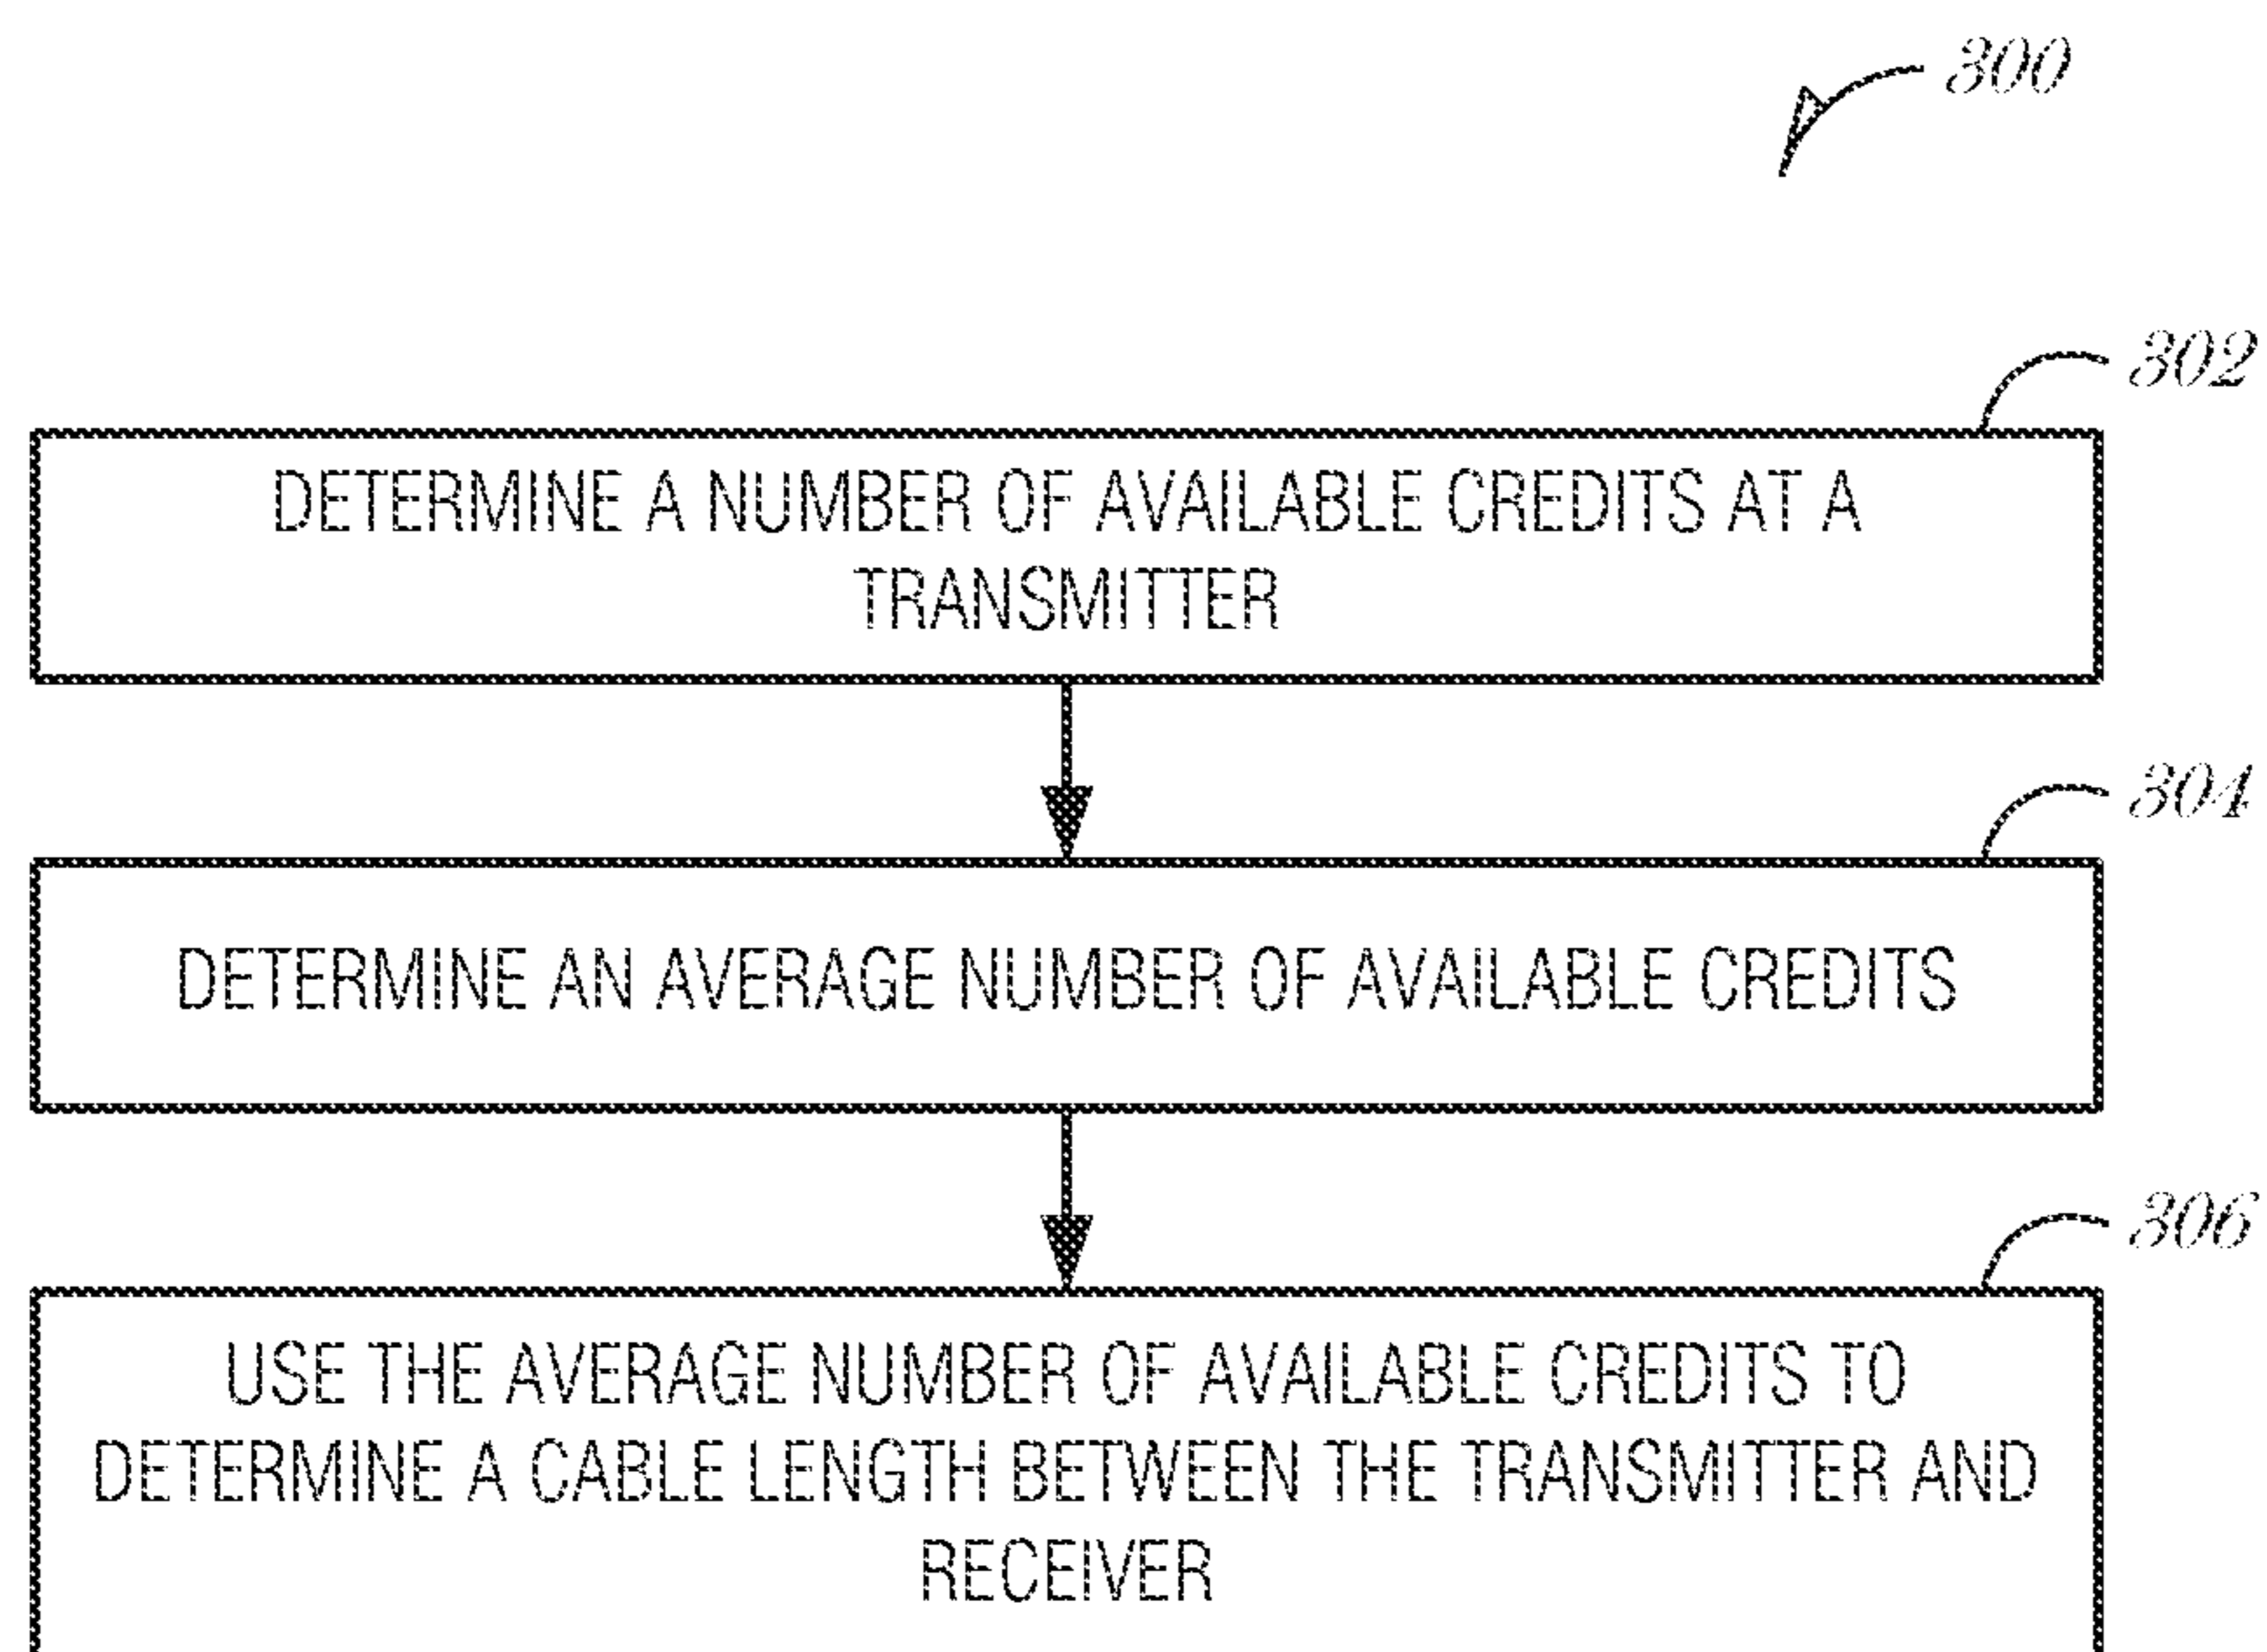 300
302
DETERMINE A NUMBER OF AVAILABLE CREDITS AT A
TRANSMITTER
304
DETERMINE AN AVERAGE NUMBER OF AVAILABLE CREDITS
306
USE THE AVERAGE NUMBER OF AVAILABLE CREDITS TO
DETERMINE A CABLE LENGTH BETWEEN THE TRANSMITTER AND
RECEIVER